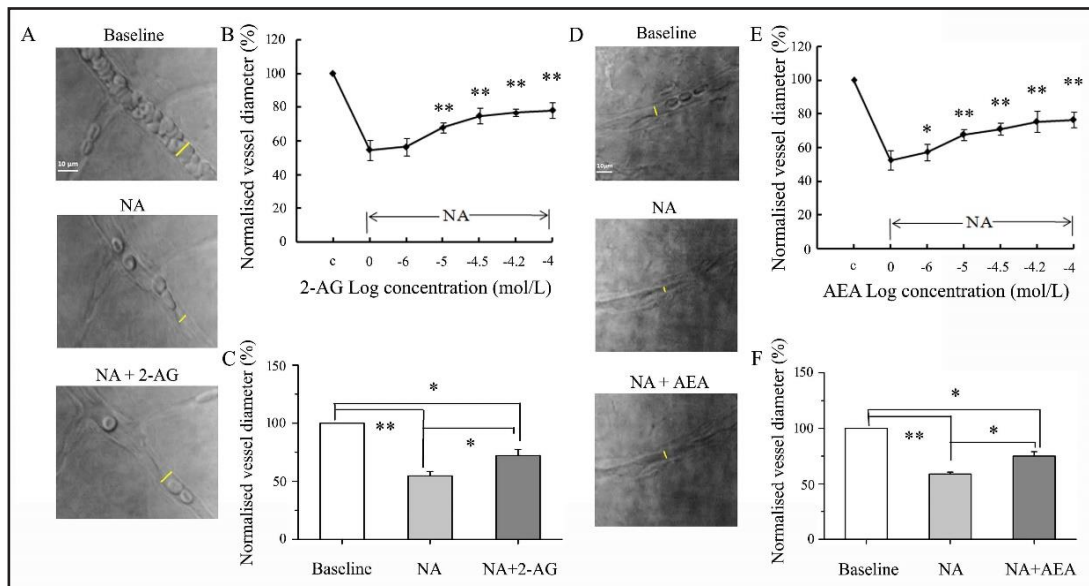 A
Baseline
10 µm
NA
NA + 2-AG
B
Normalised vessel diameter (%)
120
100
80
60
40
20
0
**
**
**
**
NA
c
0
-6
-5
-4.5
-4.2
-4
2-AG Log concentration (mol/L)
C
Normalised vessel diameter (%)
150
100
50
0
*
**
*
Baseline
NA
NA+2-AG
D
Baseline
10µm
NA
NA + AEA
E
Normalised vessel diameter (%)
120
100
80
60
40
20
0
*
**
**
**
**
NA
c
0
-6
-5
-4.5
-4.2
-4
AEA Log concentration (mol/L)
F
Normalised vessel diameter (%)
150
100
50
0
*
**
*
Baseline
NA
NA+AEA